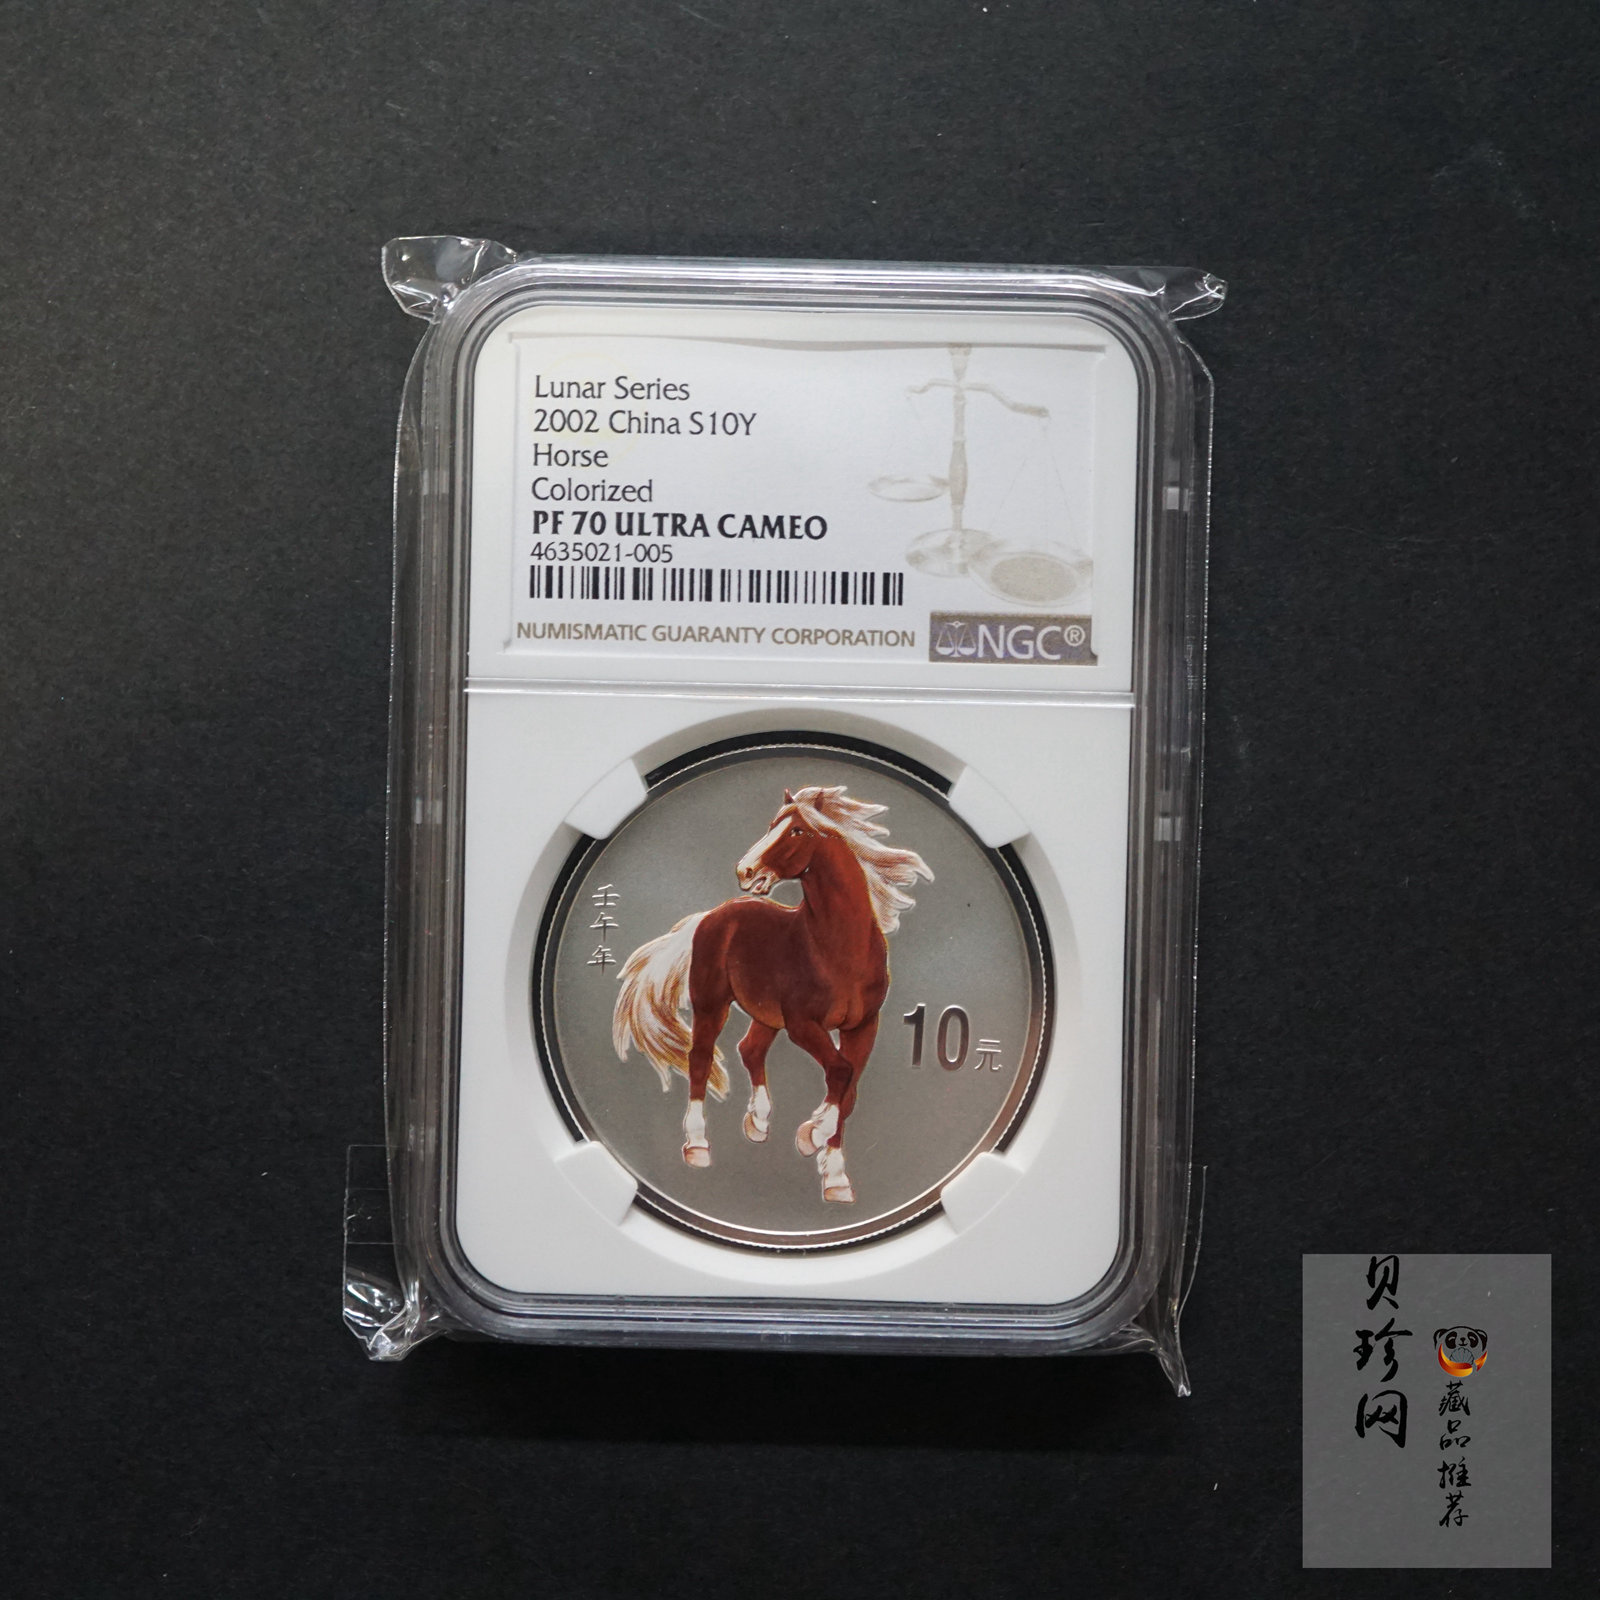 Lunar Series
2002 China S10Y
Horse
Colorized
PF 70 ULTRA CAMEO
4635021-005
NUMISMATIC GUARANTY CORPORATION
NGC®
壬午年
10元
贝珍网
藏品推荐